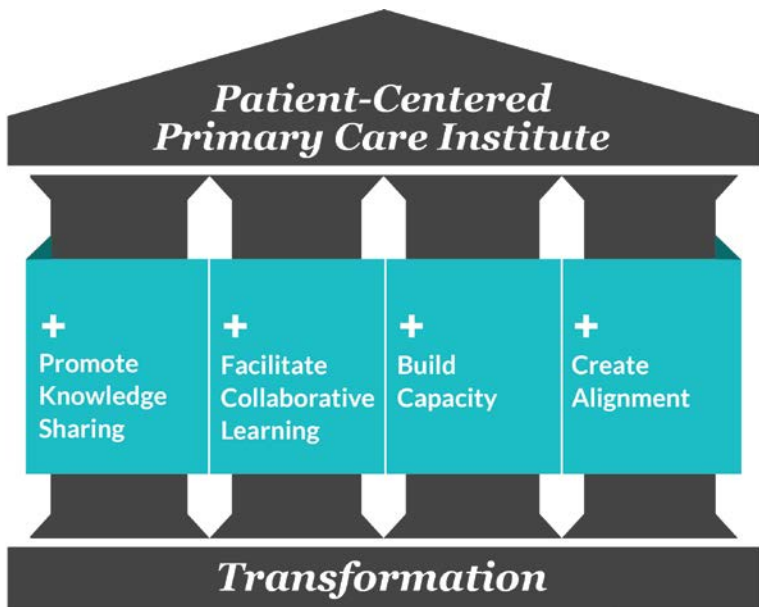 Patient-Centered
Primary Care Institute
+
Promote
Knowledge
Sharing
+
Facilitate
Collaborative
Learning
+
Build
Capacity
+
Create
Alignment
Transformation